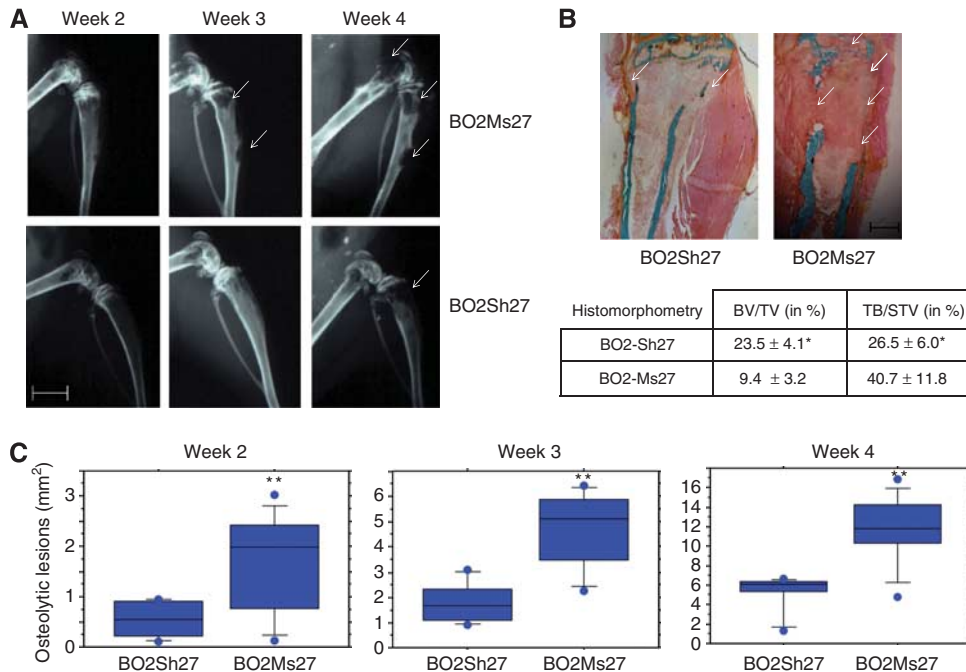 A
Week 2 Week 3 Week 4
BO2Ms27
BO2Sh27
B
BO2Sh27 BO2Ms27
Histomorphometry BV/TV (in %) TB/STV (in %)
BO2-Sh27 23.5 ± 4.1* 26.5 ± 6.0*
BO2-Ms27 9.4 ± 3.2 40.7 ± 11.8
C
Week 2
Osteolytic lesions (mm²)
3
2
1
0
**
BO2Sh27 BO2Ms27
Week 3
6
5
4
3
2
1
0
**
BO2Sh27 BO2Ms27
Week 4
16
14
12
10
8
6
4
2
0
**
BO2Sh27 BO2Ms27